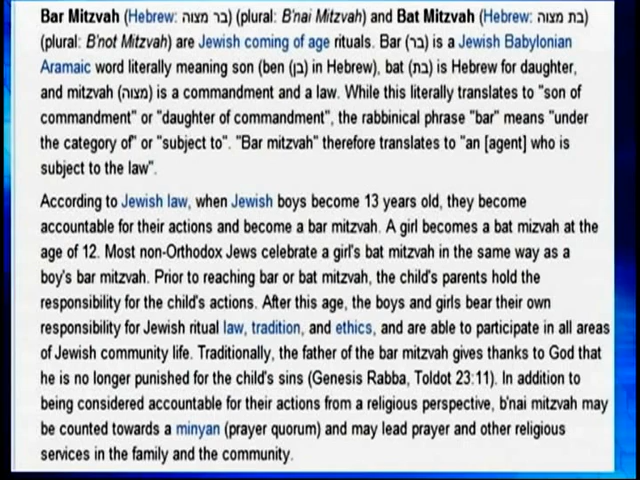 Bar Mitzvah (Hebrew: בר מצוה) (plural: B'nai Mitzvah) and Bat Mitzvah (Hebrew: בת מצוה)
(plural: B'not Mitzvah) are Jewish coming of age rituals. Bar (בר) is a Jewish Babylonian
Aramaic word literally meaning son (ben (בן) in Hebrew), bat (בת) is Hebrew for daughter,
and mitzvah (מצוה) is a commandment and a law. While this literally translates to "son of
commandment" or "daughter of commandment", the rabbinical phrase "bar" means "under
the category of" or "subject to". "Bar mitzvah" therefore translates to "an [agent] who is
subject to the law".
According to Jewish law, when Jewish boys become 13 years old, they become
accountable for their actions and become a bar mitzvah. A girl becomes a bat mizvah at the
age of 12. Most non-Orthodox Jews celebrate a girl's bat mitzvah in the same way as a
boy's bar mitzvah. Prior to reaching bar or bat mitzvah, the child's parents hold the
responsibility for the child's actions. After this age, the boys and girls bear their own
responsibility for Jewish ritual law, tradition, and ethics, and are able to participate in all areas
of Jewish community life. Traditionally, the father of the bar mitzvah gives thanks to God that
he is no longer punished for the child's sins (Genesis Rabba, Toldot 23:11). In addition to
being considered accountable for their actions from a religious perspective, b'nai mitzvah may
be counted towards a minyan (prayer quorum) and may lead prayer and other religious
services in the family and the community.